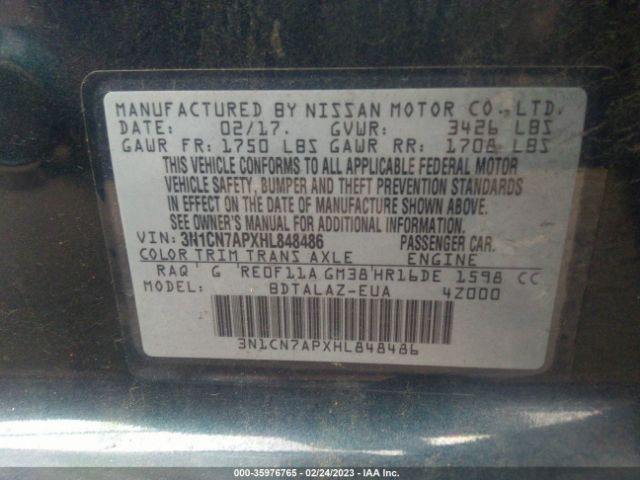 MANUFACTURED BY NISSAN MOTOR CO., LTD.
DATE: 02/17. GVWR: 3426 LBS
GAWR FR: 1750 LBS GAWR RR: 1708 LBS
THIS VEHICLE CONFORMS TO ALL APPLICABLE FEDERAL MOTOR
VEHICLE SAFETY, BUMPER AND THEFT PREVENTION STANDARDS
IN EFFECT ON THE DATE OF MANUFACTURE SHOWN ABOVE.
SEE OWNER'S MANUAL FOR ADDITIONAL INFORMATION.
VIN: 3N1CN7APXHL848486 PASSENGER CAR.
COLOR TRIM TRANS AXLE ENGINE
RAQ G RE0F11A GM38 HR16DE 1598 CC
MODEL: BDTALAZ-EUA 4Z000
3N1CN7APXHL848486
000-35976765 - 02/24/2023 - IAA Inc.